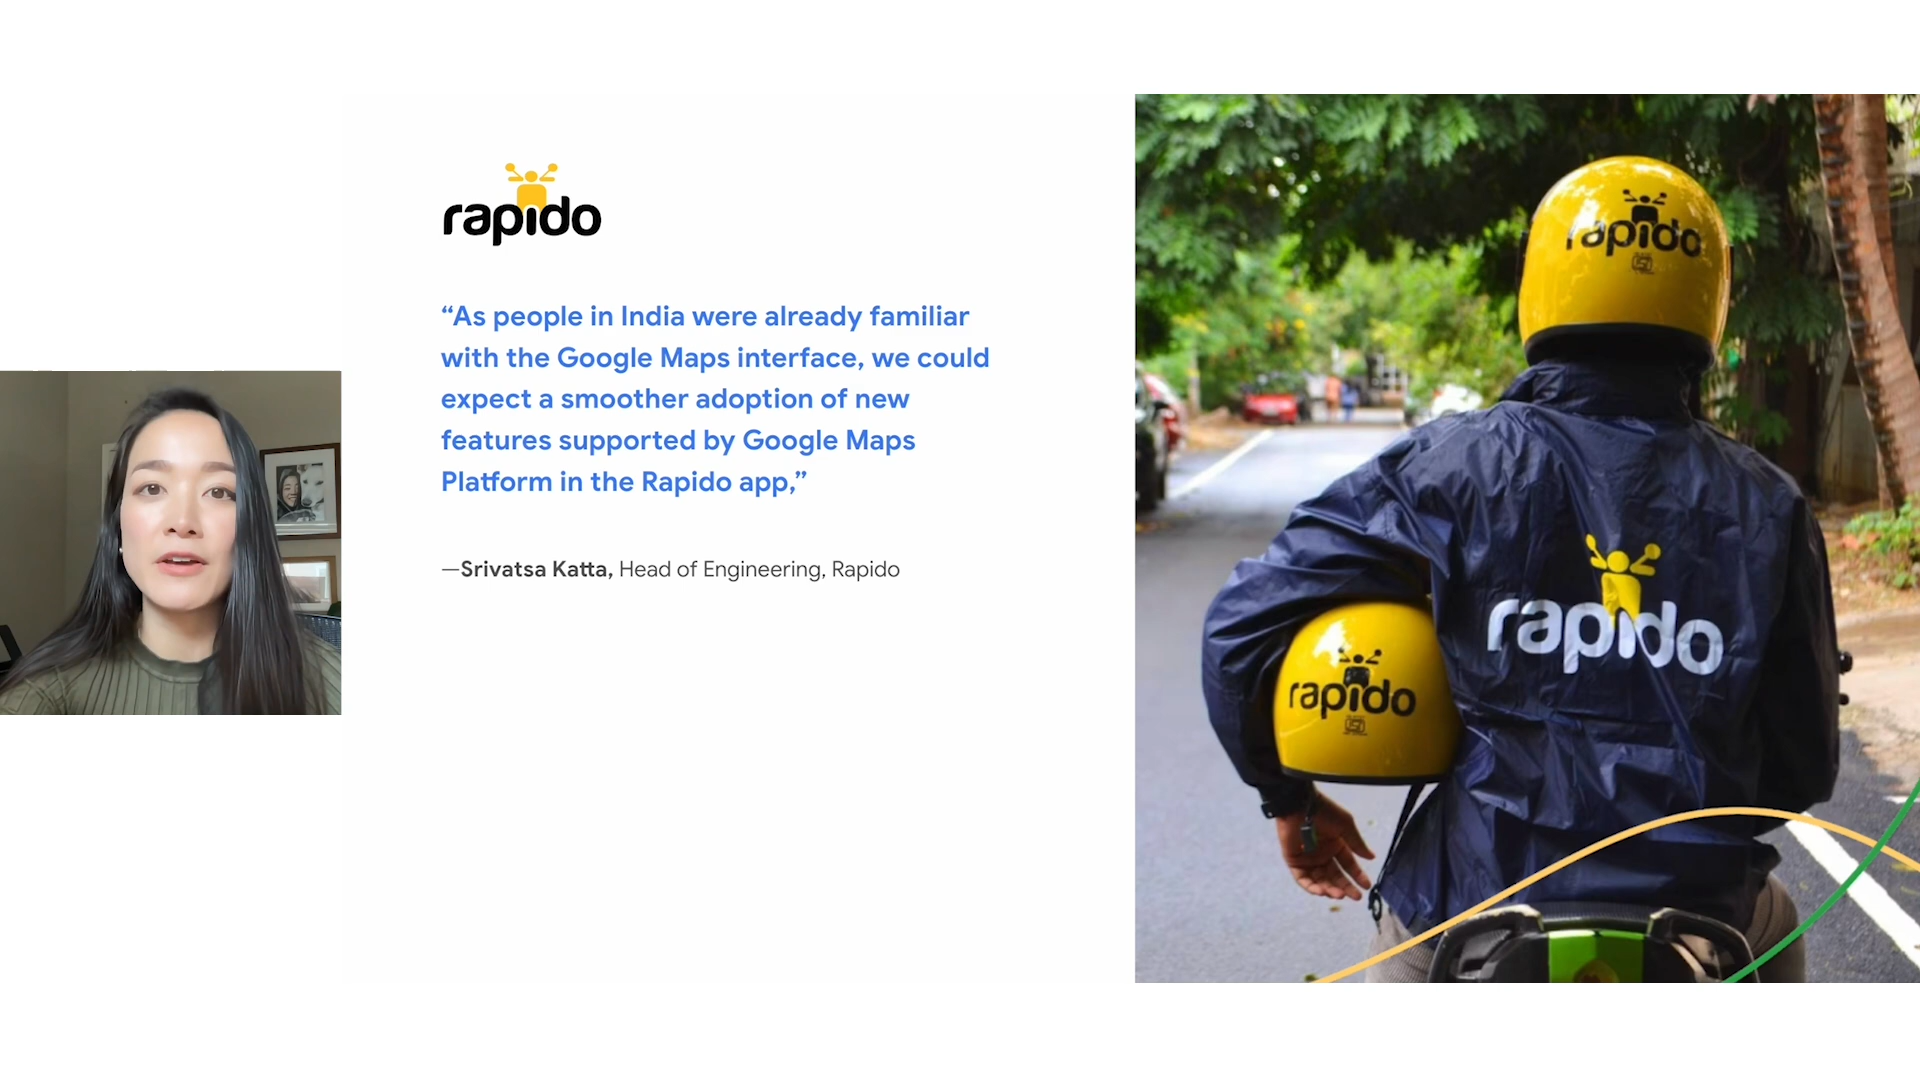 rapido
“As people in India were already familiar
with the Google Maps interface, we could
expect a smoother adoption of new
features supported by Google Maps
Platform in the Rapido app,”
—Srivatsa Katta, Head of Engineering, Rapido
rapido
rapido
rapido